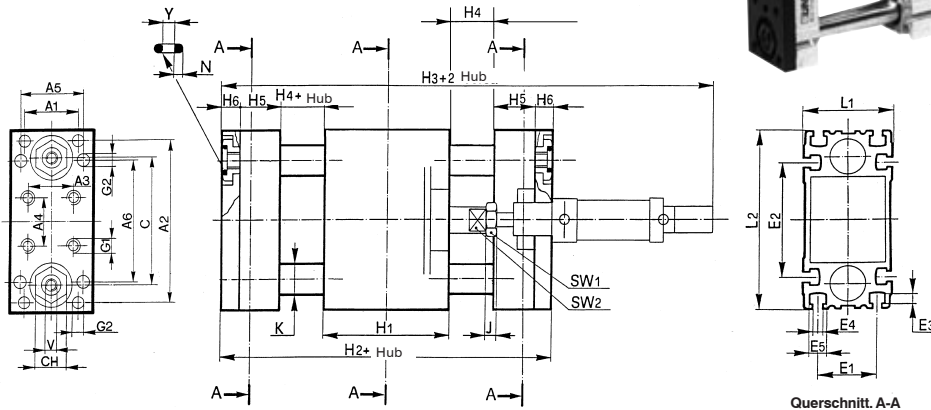 Y
N
A
A
H4
A
H3+2 Hub
H6
H5
H4+ Hub
H5
H6
A5
A1
L1
G2
A3
A4
A6
C
A2
G1
G2
V
CH
K
H1
J
SW1
SW2
H2+ Hub
A
A
A
L2
E2
E3
E4
E5
E1
Querschnitt. A-A